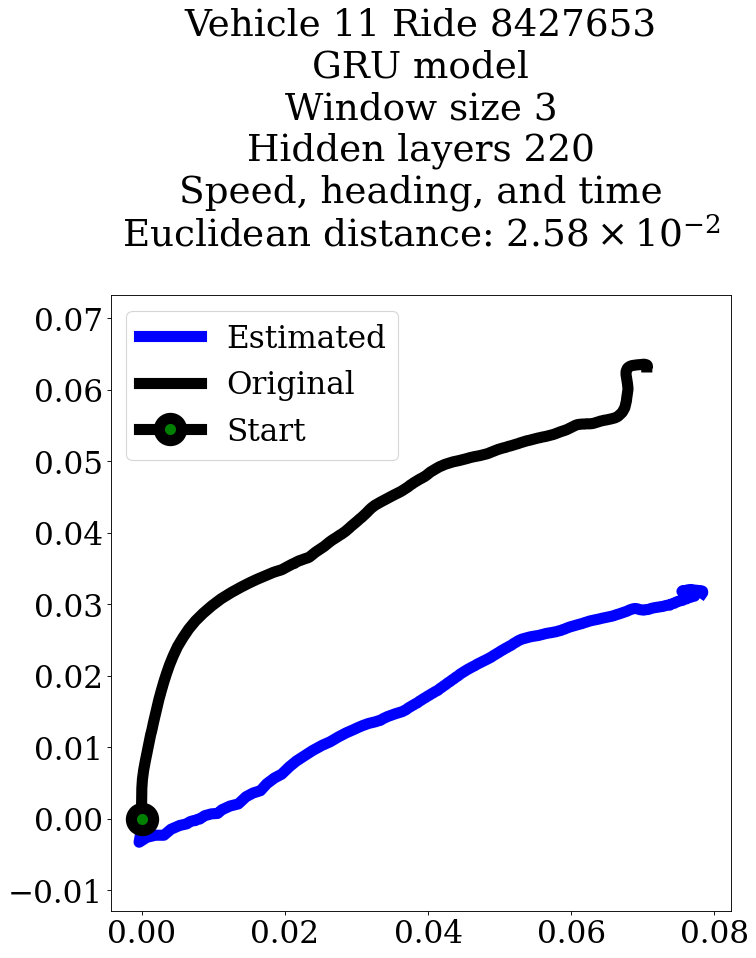 Vehicle 11 Ride 8427653
GRU model
Window size 3
Hidden layers 220
Speed, heading, and time
Euclidean distance: 2.58 × 10⁻²
0.07
0.06
0.05
0.04
0.03
0.02
0.01
0.00
−0.01
Estimated
Original
Start
0.00 0.02 0.04 0.06 0.08